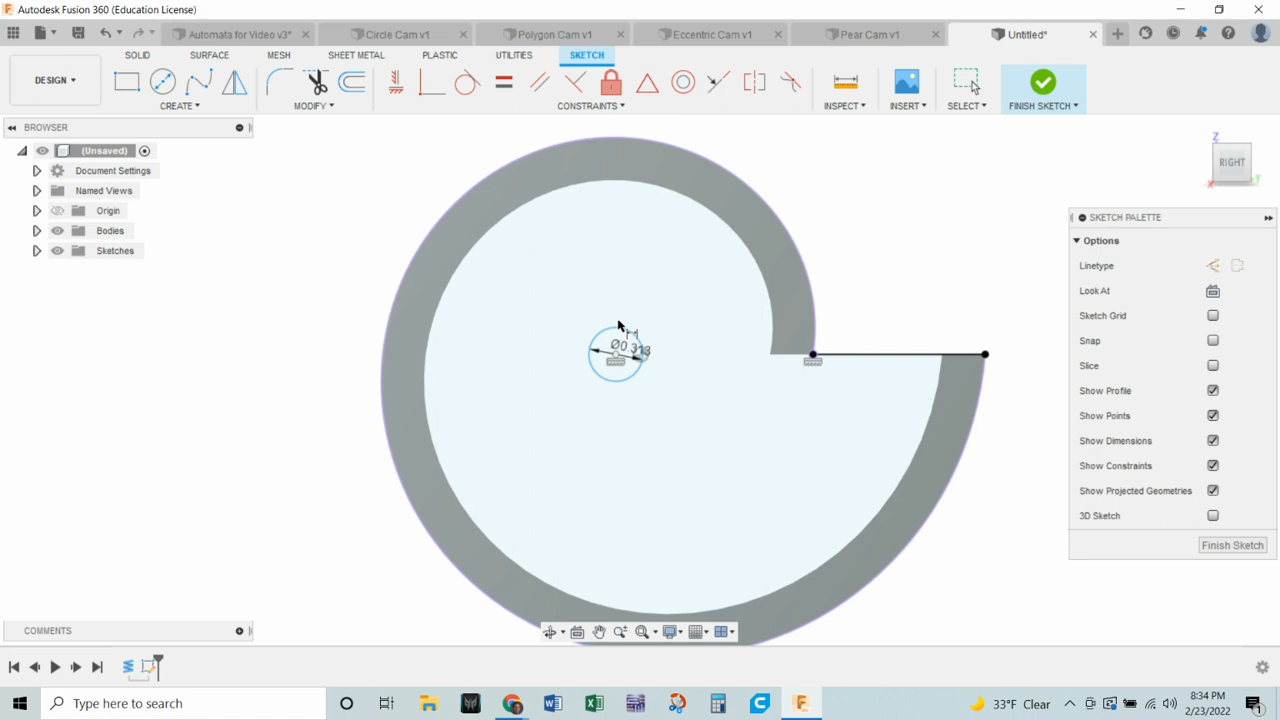 Autodesk Fusion 360 (Education License)
Automata for Video v3*
Circle Cam v1
Polygon Cam v1
Eccentric Cam v1
Pear Cam v1
Untitled*
DESIGN
SOLID
SURFACE
MESH
SHEET METAL
PLASTIC
UTILITIES
SKETCH
CREATE
MODIFY
CONSTRAINTS
INSPECT
INSERT
SELECT
FINISH SKETCH
BROWSER
(Unsaved)
Document Settings
Named Views
Origin
Bodies
Sketches
Ø0.313
Z
RIGHT
X
Y
SKETCH PALETTE
Options
Linetype
Look At
Sketch Grid
Snap
Slice
Show Profile
Show Points
Show Dimensions
Show Constraints
Show Projected Geometries
3D Sketch
Finish Sketch
COMMENTS
Type here to search
33°F Clear
8:34 PM
2/23/2022
1